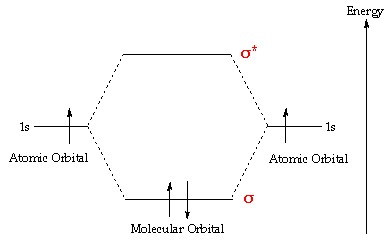 Energy
σ*
1s
1s
Atomic Orbital
Atomic Orbital
σ
Molecular Orbital